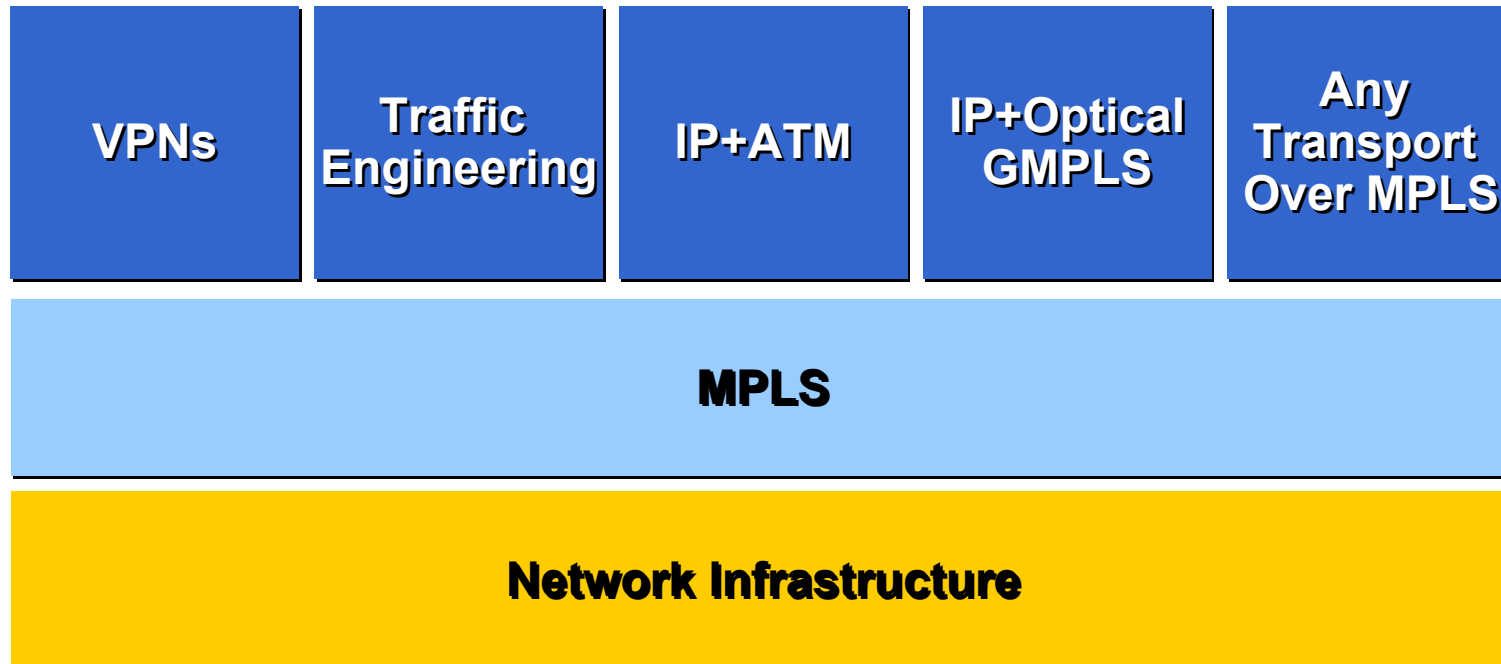 VPNs
Traffic
Engineering
IP+ATM
IP+Optical
GMPLS
Any
Transport
Over MPLS
MPLS
Network Infrastructure